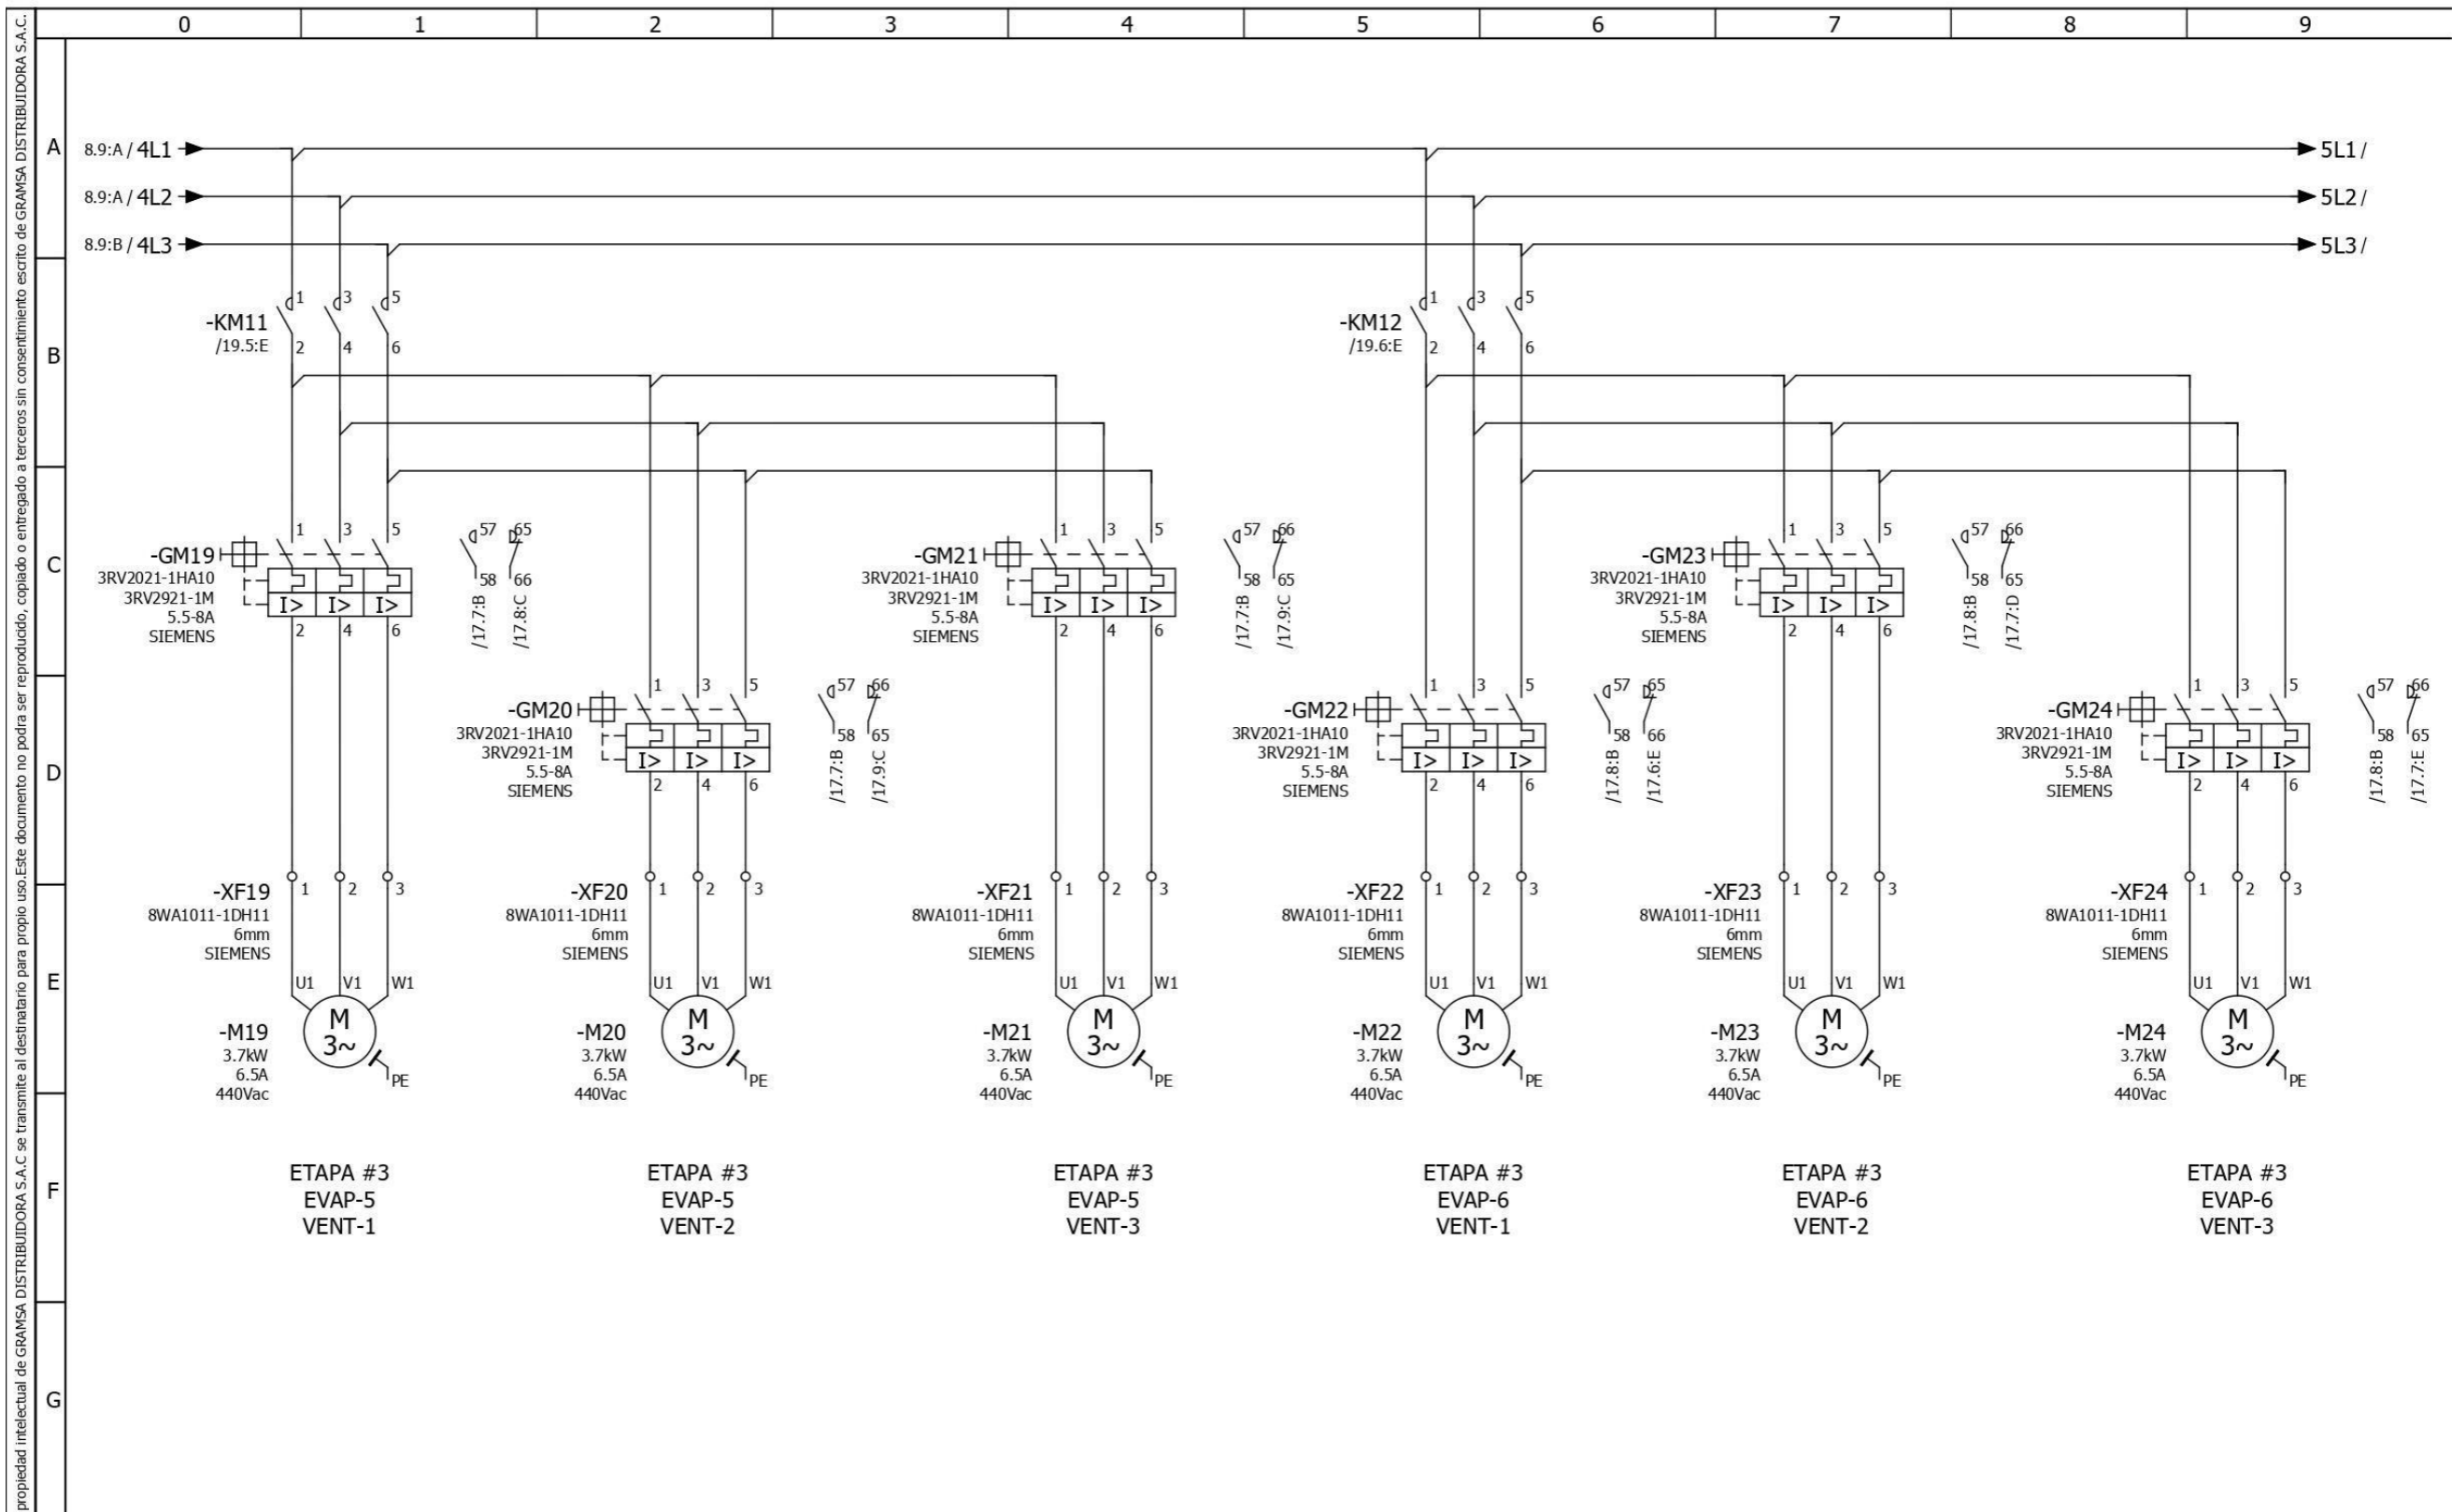 0 1 2 3 4 5 6 7 8 9
propiedad intelectual de GRAMSA DISTRIBUIDORA S.A.C se transmite al destinatario para propio uso.Este documento no podra ser reproducido, copiado o entregado a terceros sin consentimiento escrito de GRAMSA DISTRIBUIDORA S.A.C.
A
8.9:A / 4L1
5L1 /
8.9:A / 4L2
5L2 /
8.9:B / 4L3
5L3 /
B
-KM11
/19.5:E
1 3 5
2 4 6
-KM12
/19.6:E
1 3 5
2 4 6
C
-GM19
3RV2021-1HA10
3RV2921-1M
5.5-8A
SIEMENS
1 3 5
I> I> I>
2 4 6
57 65
58 66
/17.7:B
/17.8:C
-GM21
3RV2021-1HA10
3RV2921-1M
5.5-8A
SIEMENS
1 3 5
I> I> I>
2 4 6
57 66
58 65
/17.7:B
/17.9:C
-GM23
3RV2021-1HA10
3RV2921-1M
5.5-8A
SIEMENS
1 3 5
I> I> I>
2 4 6
57 66
58 65
/17.8:B
/17.7:D
D
-GM20
3RV2021-1HA10
3RV2921-1M
5.5-8A
SIEMENS
1 3 5
I> I> I>
2 4 6
57 66
58 65
/17.7:B
/17.9:C
-GM22
3RV2021-1HA10
3RV2921-1M
5.5-8A
SIEMENS
1 3 5
I> I> I>
2 4 6
57 65
58 66
/17.8:B
/17.6:E
-GM24
3RV2021-1HA10
3RV2921-1M
5.5-8A
SIEMENS
1 3 5
I> I> I>
2 4 6
57 66
58 65
/17.8:B
/17.7:E
E
-XF19
8WA1011-1DH11
6mm
SIEMENS
1 2 3
-XF20
8WA1011-1DH11
6mm
SIEMENS
1 2 3
-XF21
8WA1011-1DH11
6mm
SIEMENS
1 2 3
-XF22
8WA1011-1DH11
6mm
SIEMENS
1 2 3
-XF23
8WA1011-1DH11
6mm
SIEMENS
1 2 3
-XF24
8WA1011-1DH11
6mm
SIEMENS
1 2 3
U1 V1 W1
-M19
3.7kW
6.5A
440Vac
M
3~
PE
U1 V1 W1
-M20
3.7kW
6.5A
440Vac
M
3~
PE
U1 V1 W1
-M21
3.7kW
6.5A
440Vac
M
3~
PE
U1 V1 W1
-M22
3.7kW
6.5A
440Vac
M
3~
PE
U1 V1 W1
-M23
3.7kW
6.5A
440Vac
M
3~
PE
U1 V1 W1
-M24
3.7kW
6.5A
440Vac
M
3~
PE
F
ETAPA #3
EVAP-5
VENT-1
ETAPA #3
EVAP-5
VENT-2
ETAPA #3
EVAP-5
VENT-3
ETAPA #3
EVAP-6
VENT-1
ETAPA #3
EVAP-6
VENT-2
ETAPA #3
EVAP-6
VENT-3
G